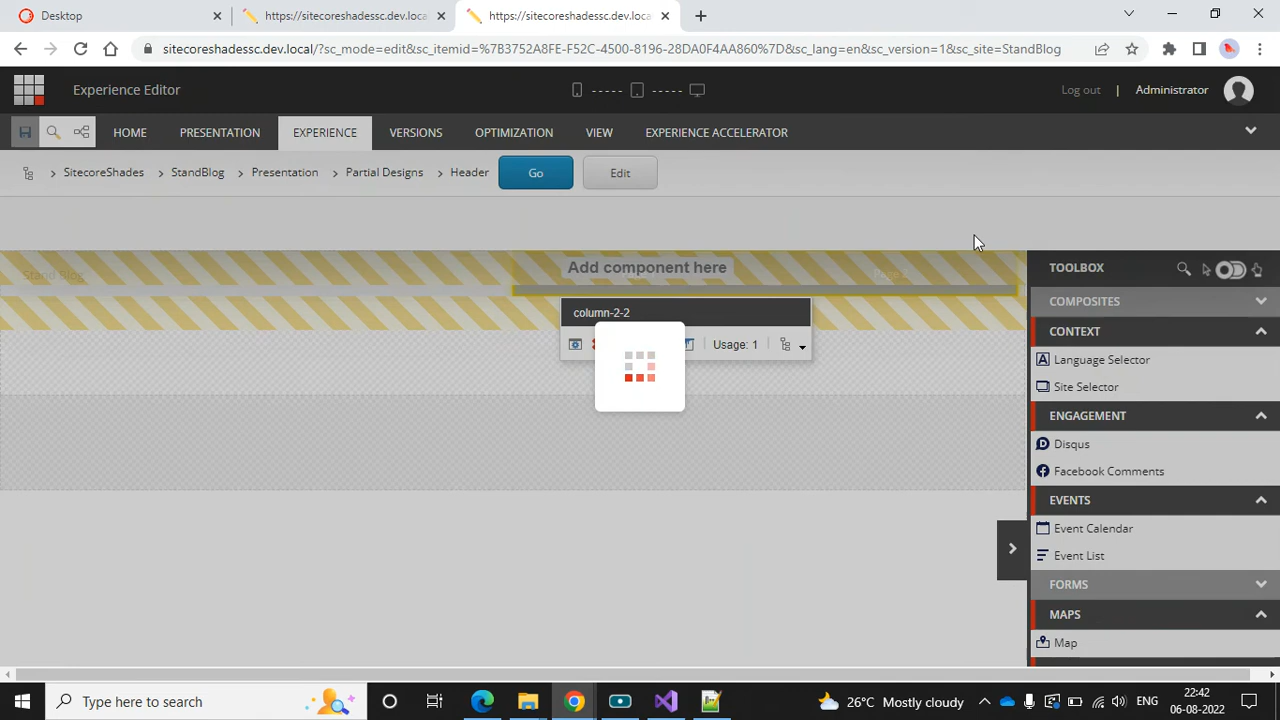 Desktop
https://sitecoreshadessc.dev.loca
https://sitecoreshadessc.dev.loca
sitecoreshadessc.dev.local/?sc_mode=edit&sc_itemid=%7B3752A8FE-F52C-4500-8196-28DA0F4AA860%7D&sc_lang=en&sc_version=1&sc_site=StandBlog
Experience Editor
Log out | Administrator
HOME PRESENTATION EXPERIENCE VERSIONS OPTIMIZATION VIEW EXPERIENCE ACCELERATOR
SitecoreShades StandBlog Presentation Partial Designs Header Go Edit
Stand Blog
Add component here
column-2-2
Usage: 1
TOOLBOX
COMPOSITES
CONTEXT
Language Selector
Site Selector
ENGAGEMENT
Disqus
Facebook Comments
EVENTS
Event Calendar
Event List
FORMS
MAPS
Map
Type here to search
26°C Mostly cloudy
ENG
22:42
06-08-2022